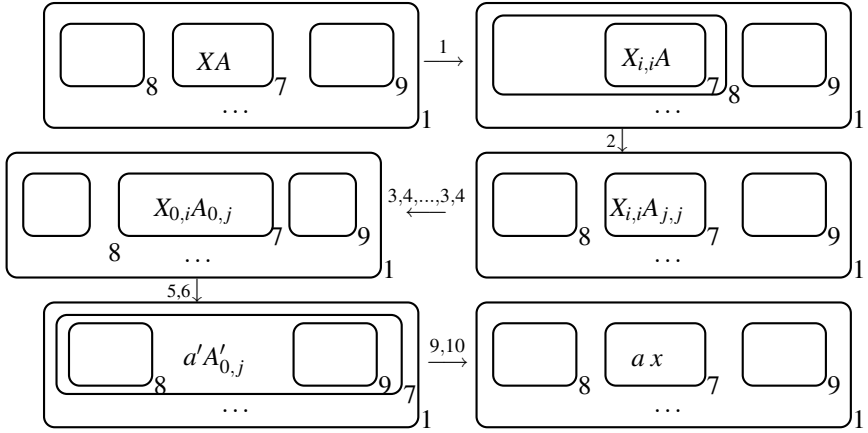 XA 8 7 9 … 1
1
X_{i,i}A 7 8 9 … 1
2
X_{0,i}A_{0,j} 8 7 9 … 1
3,4,...,3,4
X_{i,i}A_{j,j} 8 7 9 … 1
5,6
a′A′_{0,j} 8 9 7 … 1
9,10
a x 8 7 9 … 1